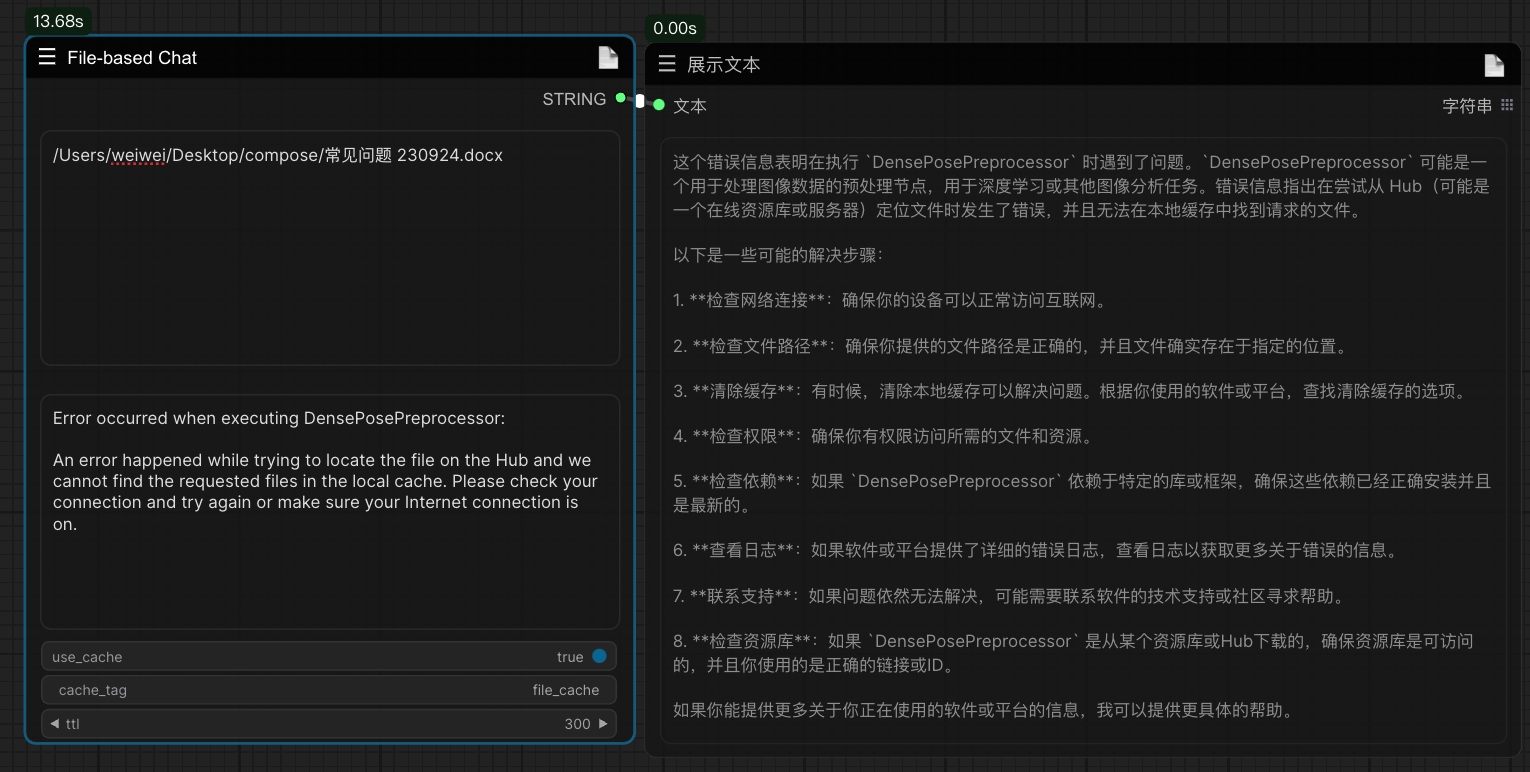 13.68s
File-based Chat
STRING
/Users/weiwei/Desktop/compose/常见问题 230924.docx
Error occurred when executing DensePosePreprocessor:
An error happened while trying to locate the file on the Hub and we
cannot find the requested files in the local cache. Please check your
connection and try again or make sure your Internet connection is
on.
use_cache true
cache_tag file_cache
ttl 300
0.00s
展示文本
文本 字符串
这个错误信息表明在执行 `DensePosePreprocessor` 时遇到了问题。`DensePosePreprocessor` 可能是一
个用于处理图像数据的预处理节点，用于深度学习或其他图像分析任务。错误信息指出在尝试从 Hub（可能是
一个在线资源库或服务器）定位文件时发生了错误，并且无法在本地缓存中找到请求的文件。
以下是一些可能的解决步骤：
1. **检查网络连接**：确保你的设备可以正常访问互联网。
2. **检查文件路径**：确保你提供的文件路径是正确的，并且文件确实存在于指定的位置。
3. **清除缓存**：有时候，清除本地缓存可以解决问题。根据你使用的软件或平台，查找清除缓存的选项。
4. **检查权限**：确保你有权限访问所需的文件和资源。
5. **检查依赖**：如果 `DensePosePreprocessor` 依赖于特定的库或框架，确保这些依赖已经正确安装并且
是最新的。
6. **查看日志**：如果软件或平台提供了详细的错误日志，查看日志以获取更多关于错误的信息。
7. **联系支持**：如果问题依然无法解决，可能需要联系软件的技术支持或社区寻求帮助。
8. **检查资源库**：如果 `DensePosePreprocessor` 是从某个资源库或Hub下载的，确保资源库是可访问
的，并且你使用的是正确的链接或ID。
如果你能提供更多关于你正在使用的软件或平台的信息，我可以提供更具体的帮助。